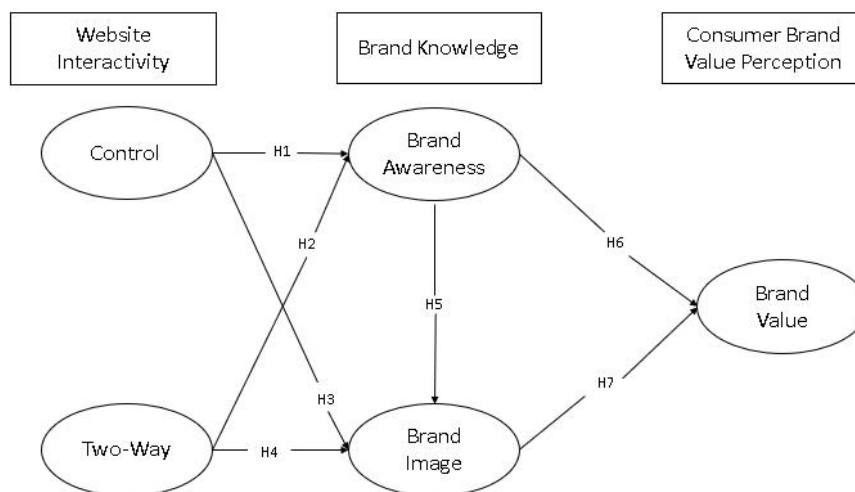 Website
Interactivity
Brand Knowledge
Consumer Brand
Value Perception
Control
H1
Brand
Awareness
H2
H6
H5
Brand
Value
H3
H7
Two-Way
H4
Brand
Image